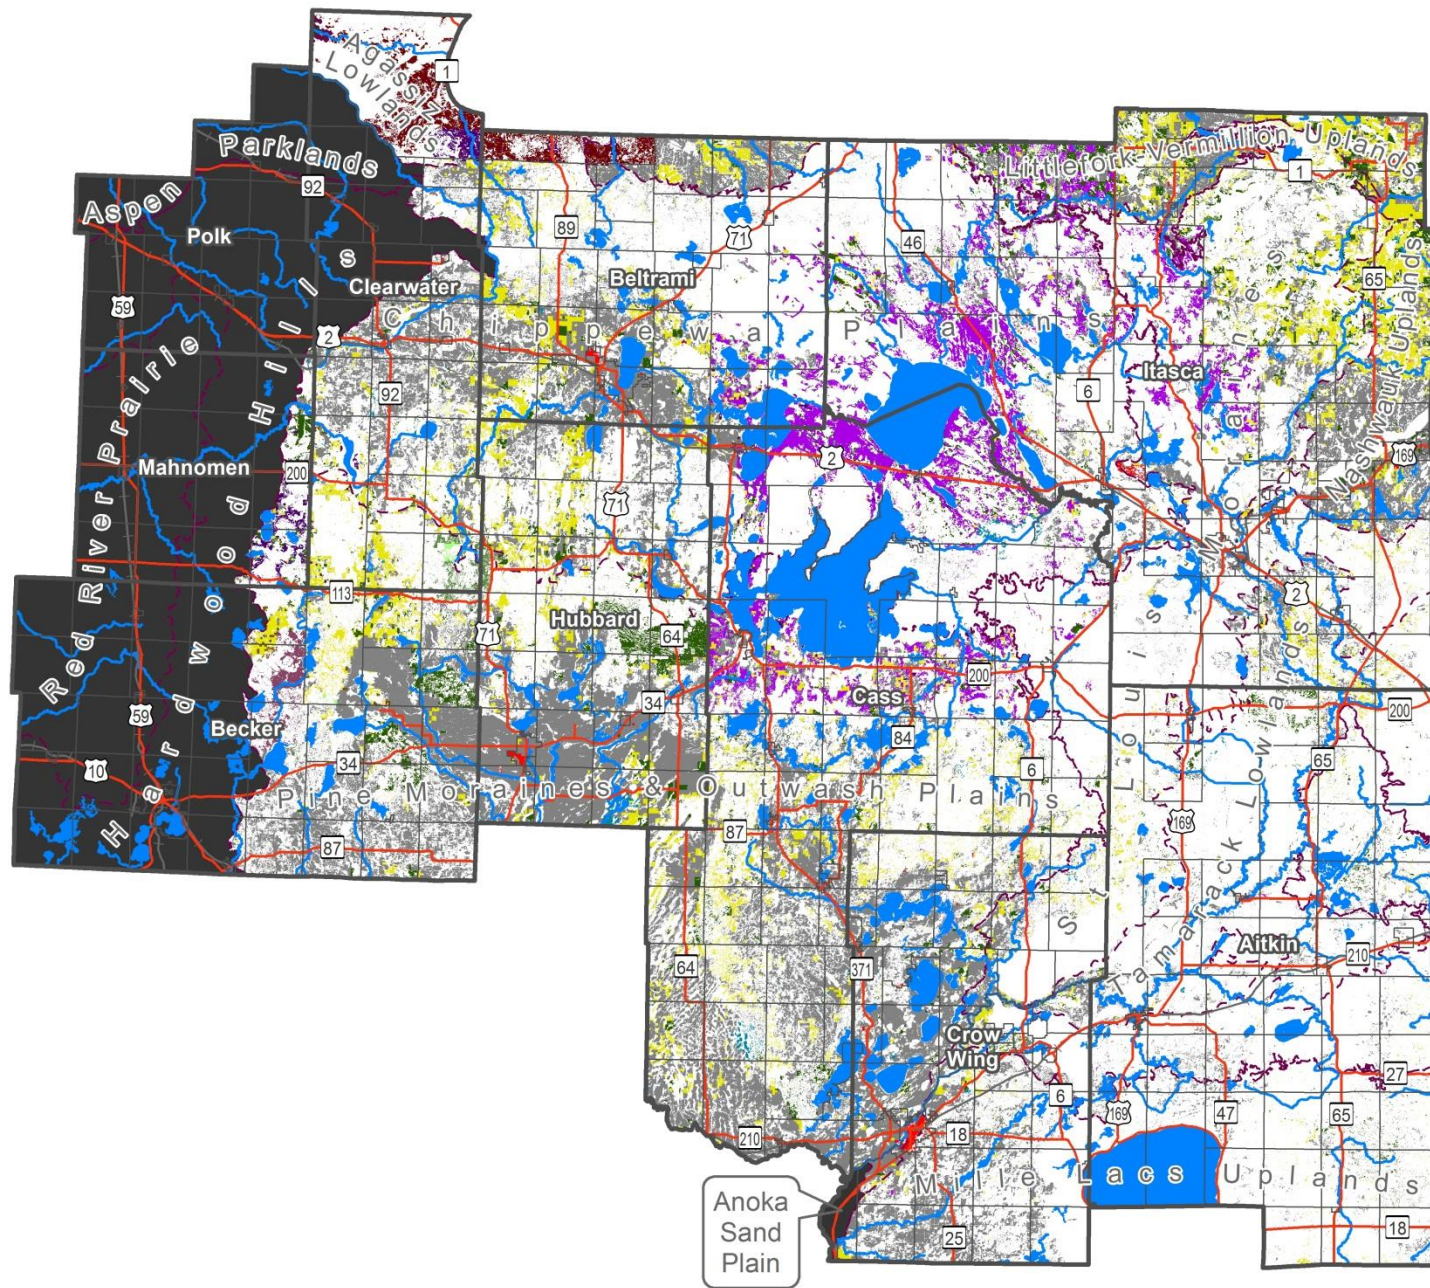 Agassiz
Lowlands
1
Littlefork-Vermillion Uplands
1
Aspen Parklands
92
Polk
89
71
46
65
59
Clearwater
Beltrami
2
Chippewa Plains
Itasca
6
92
Red River Prairie
Hardwood Hills
Nashwauk Uplands
169
Mahnomen
200
2
71
St Louis Moraines
2
113
71
Hubbard
64
200
34
Cass
84
59
Becker
10
34
6
200
65
Pine Moraines & Outwash Plains
169
87
87
Tamarack Lowlands
Aitkin
210
64
371
Crow
Wing
27
6
169
47
65
210
18
Mille Lacs Uplands
Anoka
Sand
Plain
25
18